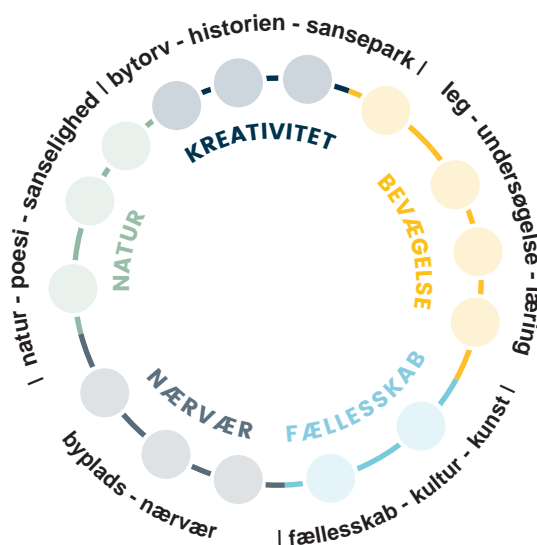 | bytorv - historien - sansepark |
leg - undersøgelse - læring
| fællesskab - kultur - kunst |
byplads - nærvær
| natur - poesi - sanselighed
KREATIVITET
BEVÆGELSE
FÆLLESSKAB
NÆRVÆR
NATUR